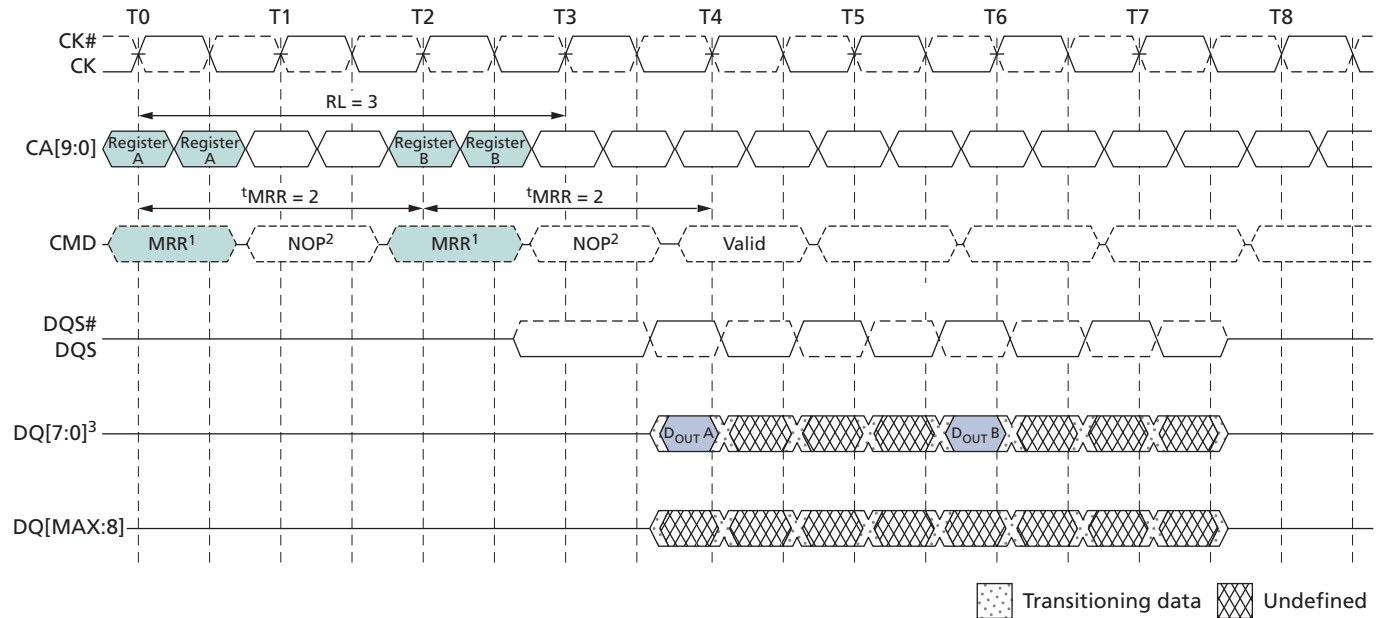 T0 T1 T2 T3 T4 T5 T6 T7 T8
CK#
CK
RL = 3
CA[9:0] Register A Register A Register B Register B
tMRR = 2 tMRR = 2
CMD MRR1 NOP2 MRR1 NOP2 Valid
DQS#
DQS
DQ[7:0]3 DOUT A DOUT B
DQ[MAX:8]
Transitioning data Undefined